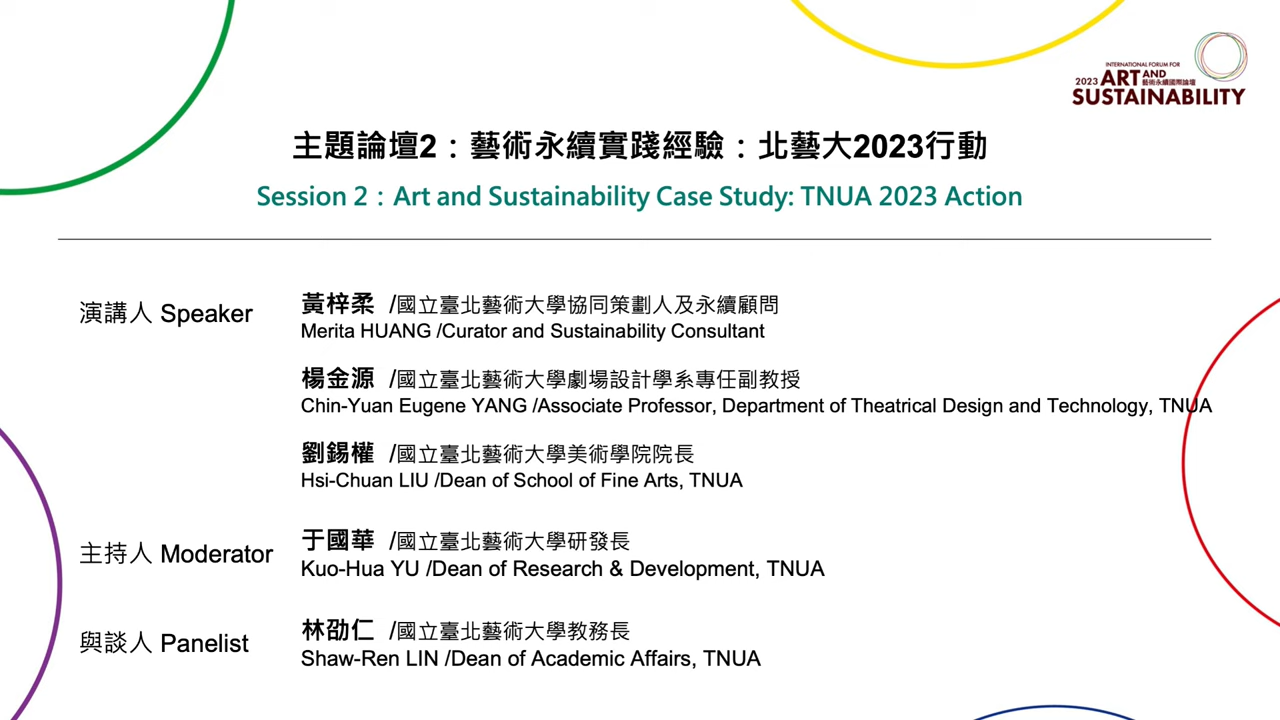 INTERNATIONAL FORUM FOR
2023 ART AND
藝術永續國際論壇
SUSTAINABILITY
主題論壇2：藝術永續實踐經驗：北藝大2023行動
Session 2：Art and Sustainability Case Study: TNUA 2023 Action
演講人 Speaker
黃梓柔 /國立臺北藝術大學協同策劃人及永續顧問
Merita HUANG /Curator and Sustainability Consultant
楊金源 /國立臺北藝術大學劇場設計學系專任副教授
Chin-Yuan Eugene YANG /Associate Professor, Department of Theatrical Design and Technology, TNUA
劉錫權 /國立臺北藝術大學美術學院院長
Hsi-Chuan LIU /Dean of School of Fine Arts, TNUA
主持人 Moderator
于國華 /國立臺北藝術大學研發長
Kuo-Hua YU /Dean of Research & Development, TNUA
與談人 Panelist
林劭仁 /國立臺北藝術大學教務長
Shaw-Ren LIN /Dean of Academic Affairs, TNUA